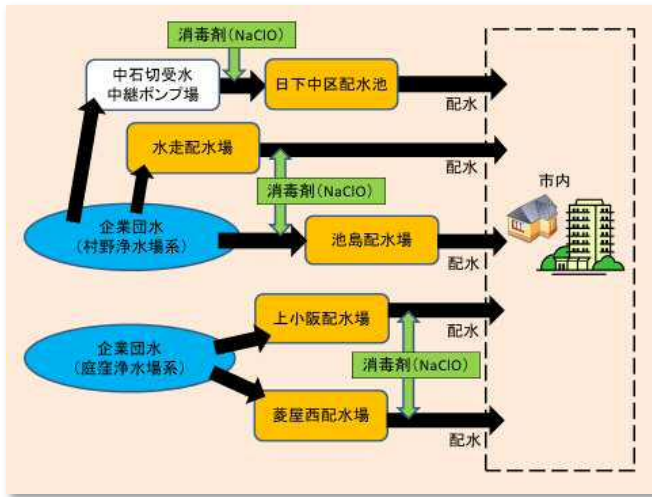 消毒剤(NaClO)
中石切受水
中継ポンプ場
日下中区配水池
配水
水走配水場
配水
消毒剤(NaClO)
市内
企業団水
(村野浄水場系)
池島配水場
配水
上小阪配水場
配水
企業団水
(庭窪浄水場系)
消毒剤(NaClO)
菱屋西配水場
配水